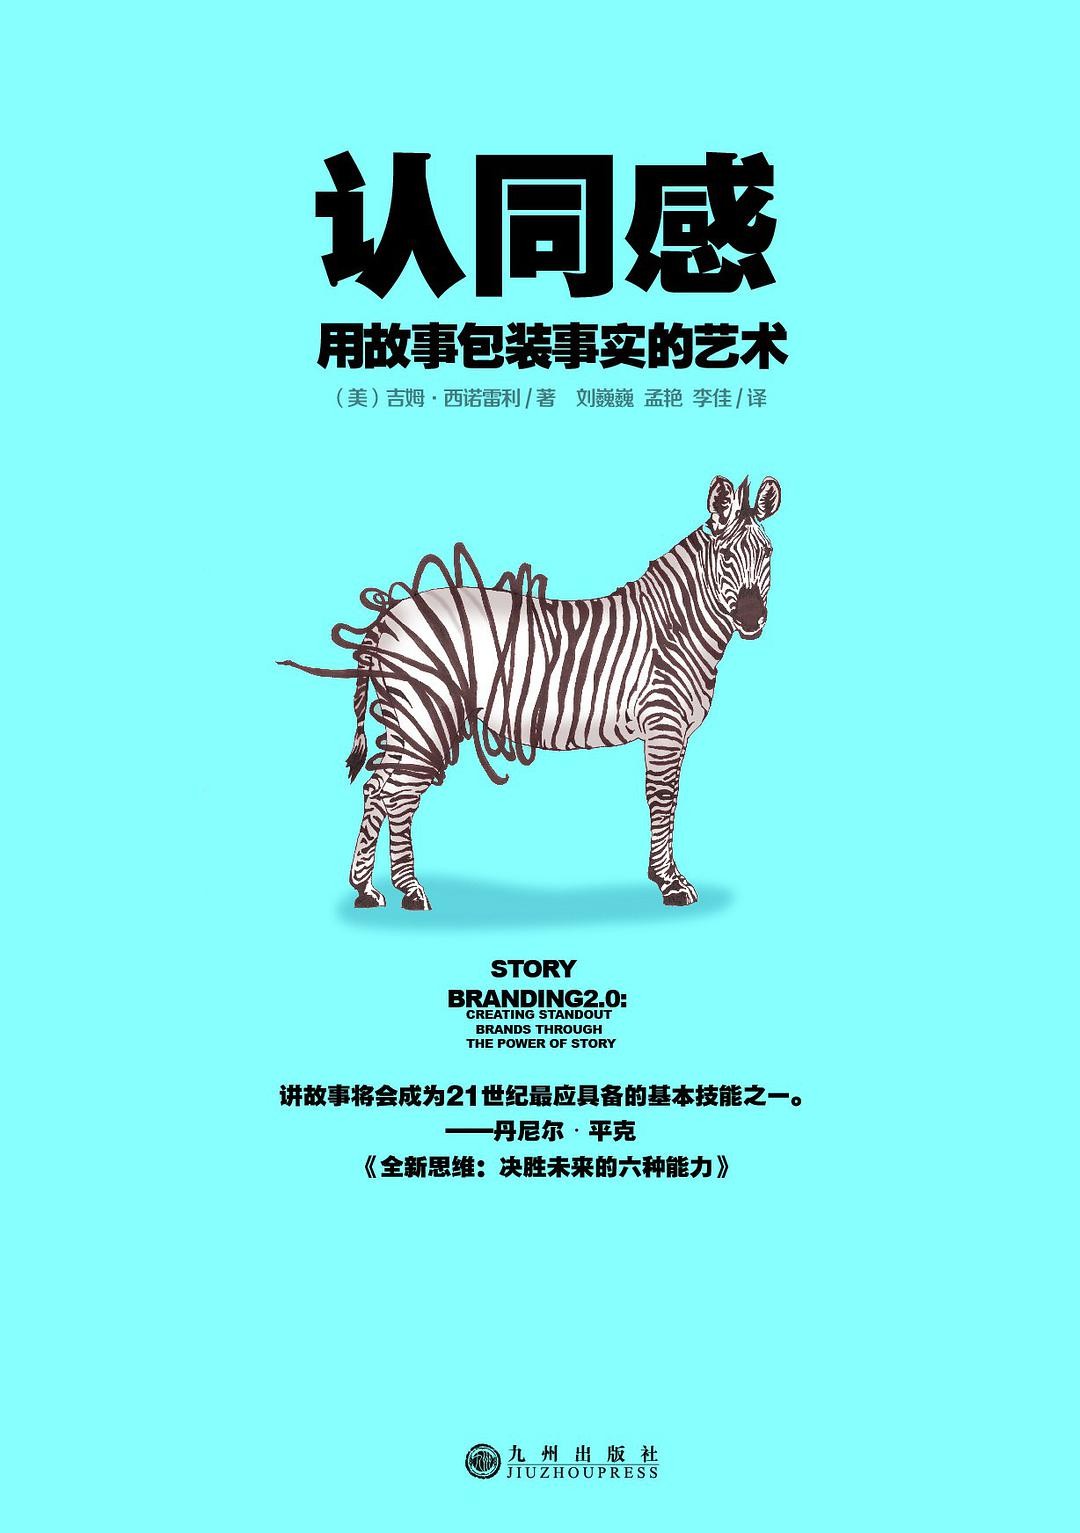 认同感
用故事包装事实的艺术
（美）吉姆·西诺雷利/著 刘巍巍 孟艳 李佳/译
STORY
BRANDING2.0:
CREATING STANDOUT
BRANDS THROUGH
THE POWER OF STORY
讲故事将会成为21世纪最应具备的基本技能之一。
——丹尼尔·平克
《全新思维：决胜未来的六种能力》
九州出版社
JIUZHOUPRESS